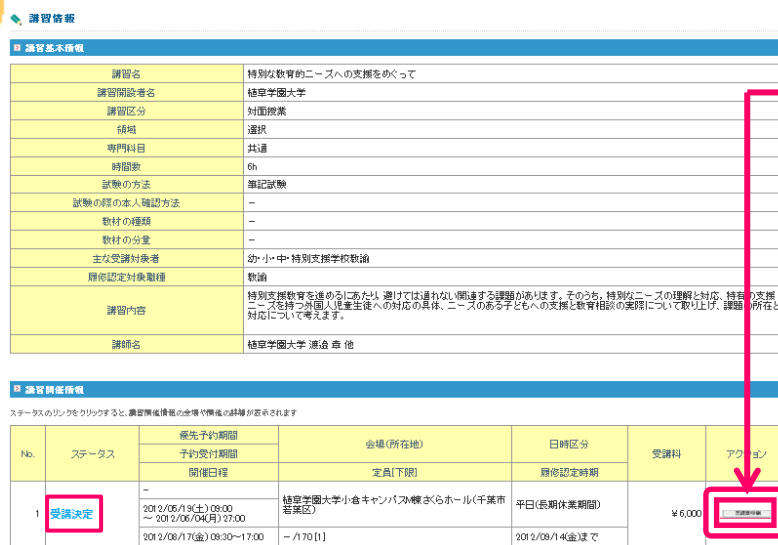 講習情報
講習基本情報
講習名 特別な教育的ニーズへの支援をめぐって
講習開設者名 植草学園大学
講習区分 対面授業
領域 選択
専門科目 共通
時間数 6h
試験の方法 筆記試験
試験の際の本人確認方法 －
教材の種類 －
教材の分量 －
主な受講対象者 幼・小・中・特別支援学校教諭
履修認定対象職種 教諭
講習内容 特別支援教育を進めるにあたり、避けては通れない関連する課題があります。そのうち、特別なニーズの理解と対応、特有の支援
ニーズを持つ外国人児童生徒への対応の具体、ニーズのある子どもへの支援と教育相談の実際について取り上げ、課題の所在と
対応について考えます。
講師名 植草学園大学 渡邉 章 他
講習開催情報
ステータスのリンクをクリックすると、講習開催情報の会場や開催の詳細が表示されます
No. ステータス 優先予約期間 会場(所在地) 日時区分 受講料 アクション
予約受付期間
開催日程 定員[下限] 履修認定時期
－
1 受講決定 2012/05/19(土) 09:00
～ 2012/06/04(月) 27:00 植草学園大学小倉キャンパスM棟さくらホール(千葉市
若葉区) 平日(長期休業期間) ¥6,000
2012/08/17(金) 09:30～17:00 －/170 [1] 2012/09/14(金)まで